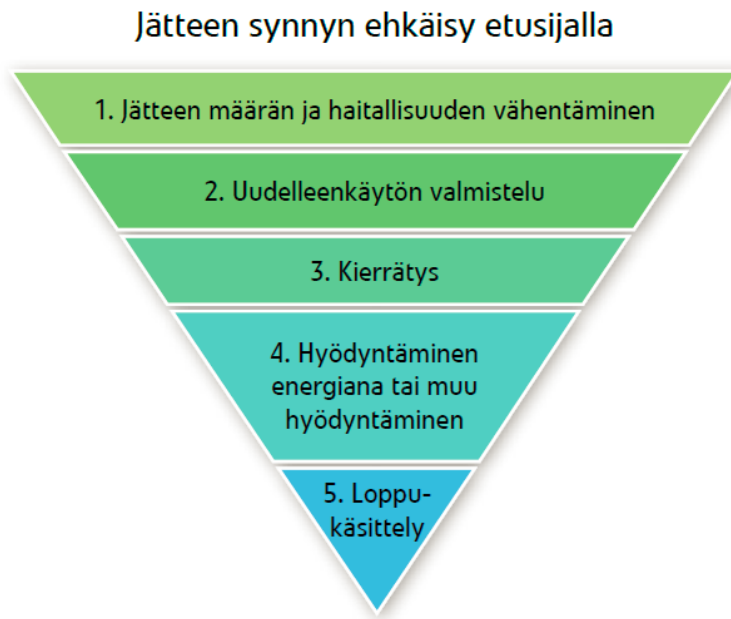 Jätteen synnyn ehkäisy etusijalla
1. Jätteen määrän ja haitallisuuden vähentäminen
2. Uudelleenkäytön valmistelu
3. Kierrätys
4. Hyödyntäminen
energiana tai muu
hyödyntäminen
5. Loppu-
käsittely